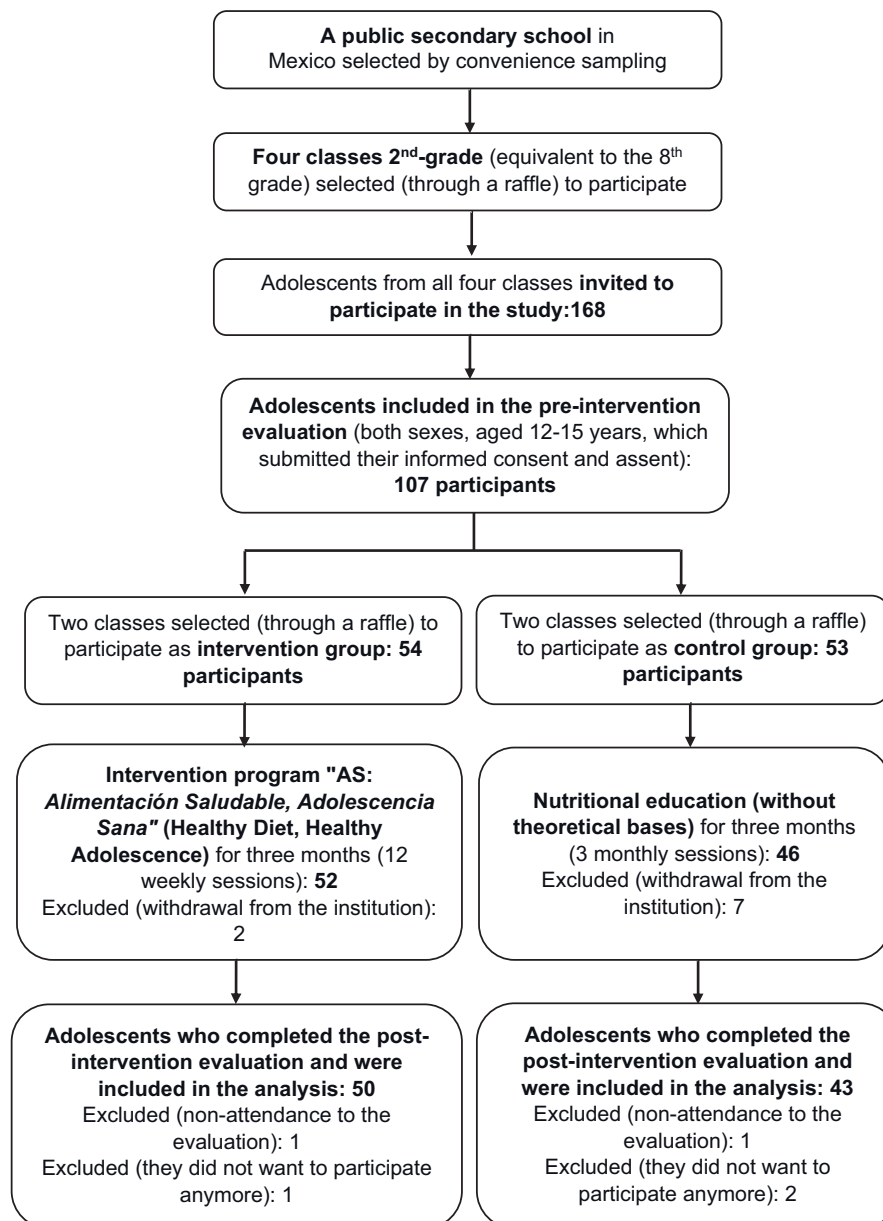 A public secondary school in
Mexico selected by convenience sampling
Four classes 2nd-grade (equivalent to the 8th
grade) selected (through a raffle) to participate
Adolescents from all four classes invited to
participate in the study:168
Adolescents included in the pre-intervention
evaluation (both sexes, aged 12-15 years, which
submitted their informed consent and assent):
107 participants
Two classes selected (through a raffle) to
participate as intervention group: 54
participants
Two classes selected (through a raffle)
to participate as control group: 53
participants
Intervention program "AS:
Alimentación Saludable, Adolescencia
Sana" (Healthy Diet, Healthy
Adolescence) for three months (12
weekly sessions): 52
Excluded (withdrawal from the institution):
2
Nutritional education (without
theoretical bases) for three months
(3 monthly sessions): 46
Excluded (withdrawal from the
institution): 7
Adolescents who completed the post-
intervention evaluation and were
included in the analysis: 50
Excluded (non-attendance to the
evaluation): 1
Excluded (they did not want to participate
anymore): 1
Adolescents who completed the
post-intervention evaluation and
were included in the analysis: 43
Excluded (non-attendance to the
evaluation): 1
Excluded (they did not want to
participate anymore): 2